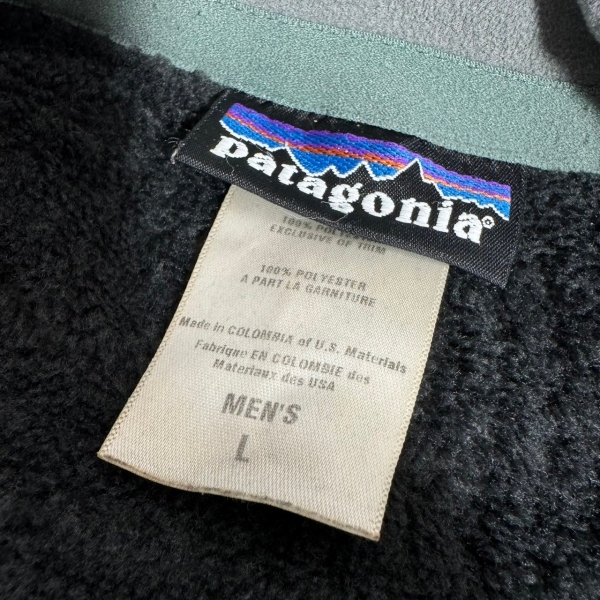 patagonia®
100% POLYESTER
EXCLUSIVE OF TRIM
100% POLYESTER
A PART LA GARNITURE
Made in COLOMBIA of U.S. Materials
Fabrique EN COLOMBIE des
Materiaux des USA
MEN'S
L